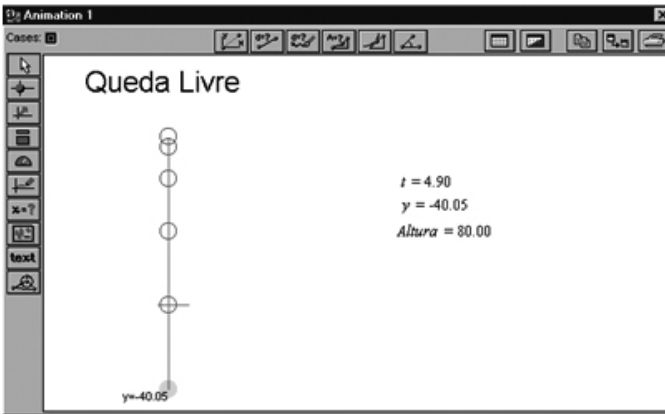 Animation 1
Cases:
Queda Livre
t = 4.90
y = -40.05
Altura = 80.00
x=?
text
y=-40.05